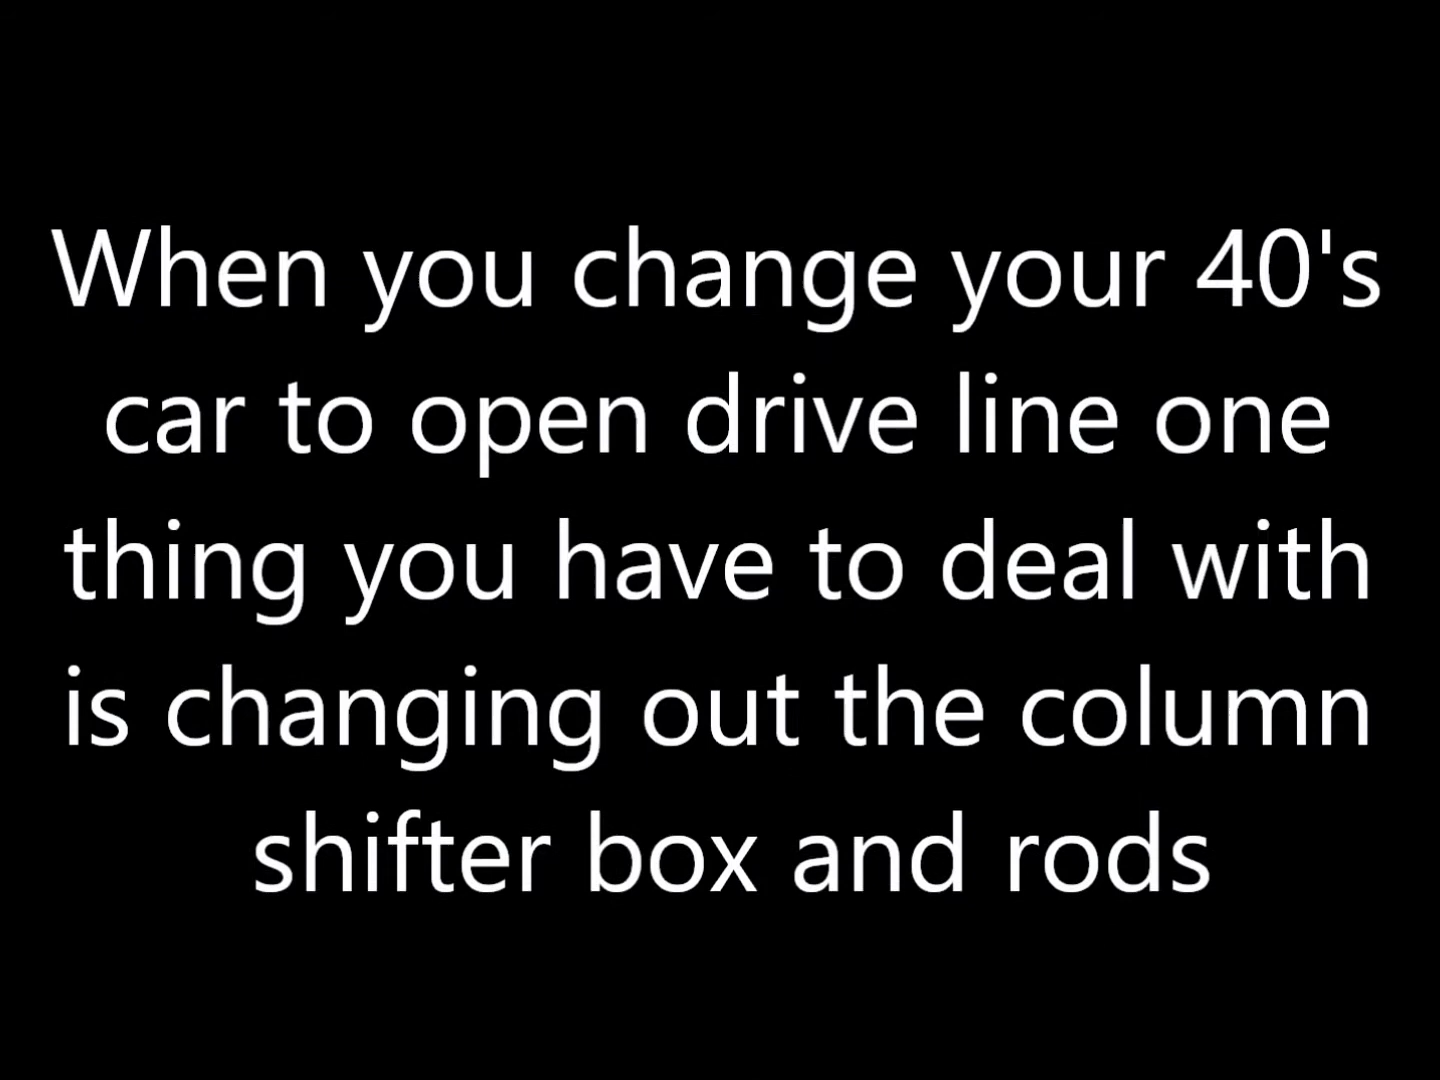 When you change your 40's
car to open drive line one
thing you have to deal with
is changing out the column
shifter box and rods